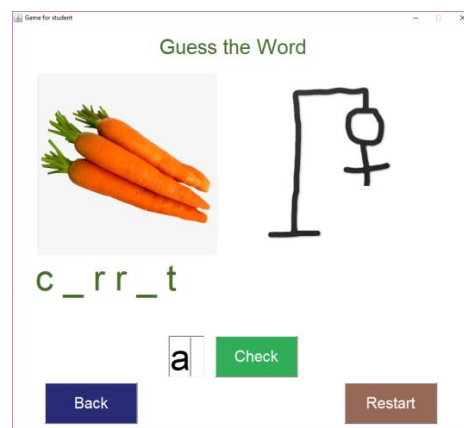 Game for student
Guess the Word
c _ r r _ t
a
Check
Back
Restart